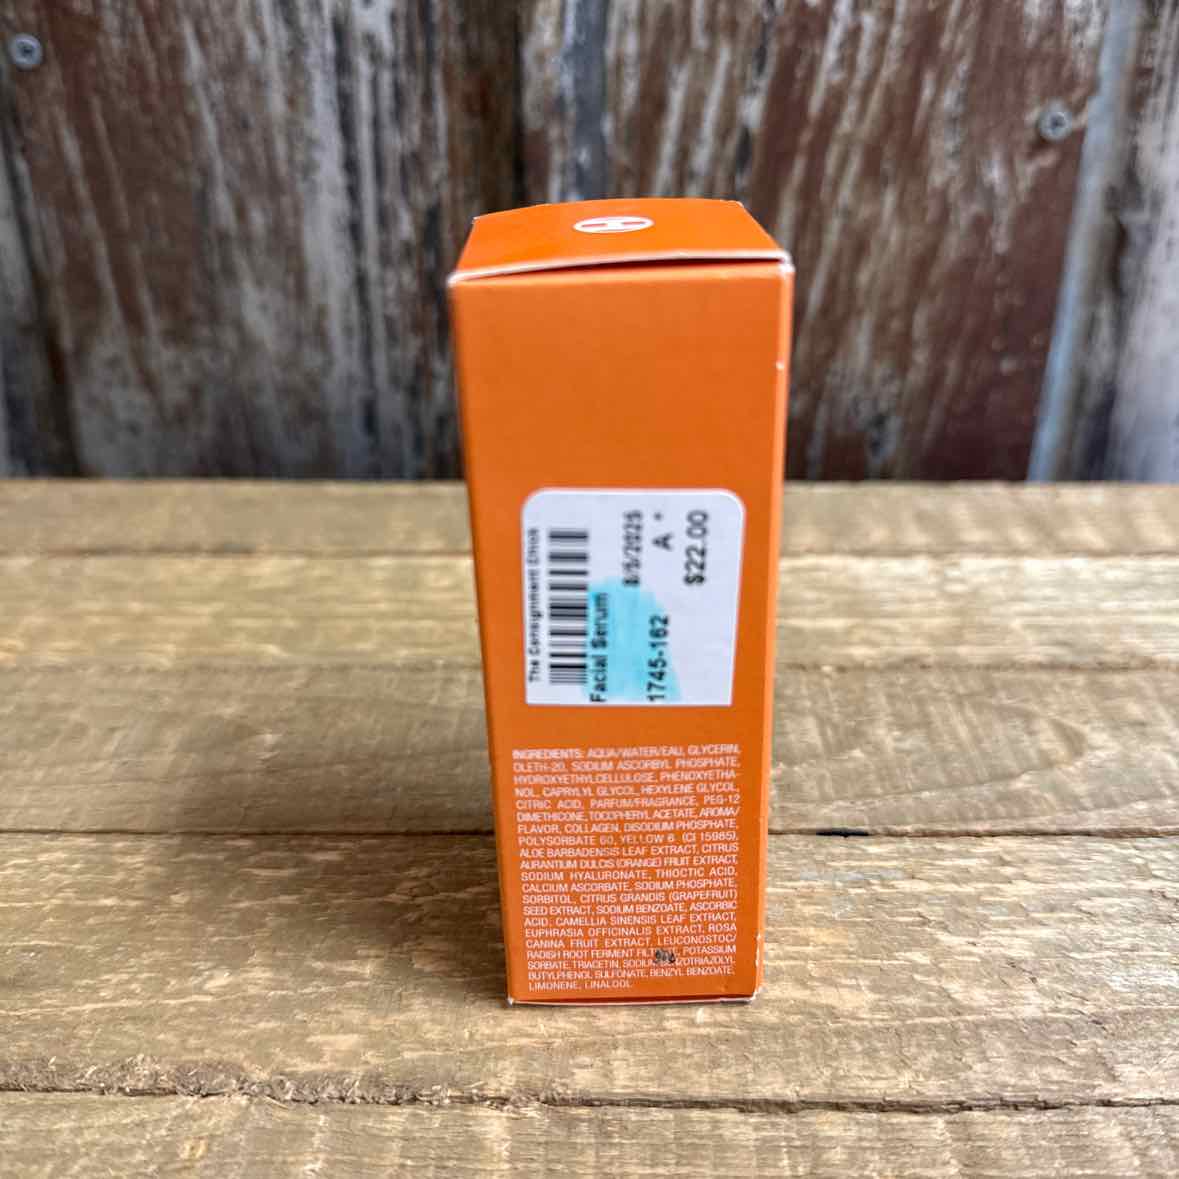 H
The Consignment Chick
Facial Serum
8/5/2025
1745-162
A *
$22.00
INGREDIENTS: AQUA/WATER/EAU, GLYCERIN,
OLETH-20, SODIUM ASCORBYL PHOSPHATE,
HYDROXYETHYLCELLULOSE, PHENOXYETHA-
NOL, CAPRYLYL GLYCOL, HEXYLENE GLYCOL,
CITRIC ACID, PARFUM/FRAGRANCE, PEG-12
DIMETHICONE, TOCOPHERYL ACETATE, AROMA/
FLAVOR, COLLAGEN, DISODIUM PHOSPHATE,
POLYSORBATE 60, YELLOW 6 (CI 15985),
ALOE BARBADENSIS LEAF EXTRACT, CITRUS
AURANTIUM DULCIS (ORANGE) FRUIT EXTRACT,
SODIUM HYALURONATE, THIOCTIC ACID,
CALCIUM ASCORBATE, SODIUM PHOSPHATE,
SORBITOL, CITRUS GRANDIS (GRAPEFRUIT)
SEED EXTRACT, SODIUM BENZOATE, ASCORBIC
ACID, CAMELLIA SINENSIS LEAF EXTRACT,
EUPHRASIA OFFICINALIS EXTRACT, ROSA
CANINA FRUIT EXTRACT, LEUCONOSTOC/
RADISH ROOT FERMENT POTASSIUM
SORBATE, TRIACETIN, SODIUM
BUTYLPHENOL SULFONATE, BENZYL BENZOATE,
LIMONENE, LINALOOL.